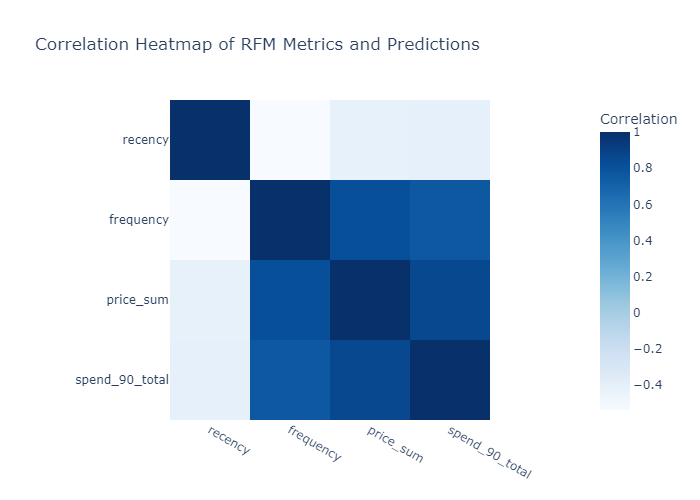 Correlation Heatmap of RFM Metrics and Predictions
Correlation
1
0.8
0.6
0.4
0.2
0
−0.2
−0.4
recency
frequency
price_sum
spend_90_total
recency
frequency
price_sum
spend_90_total